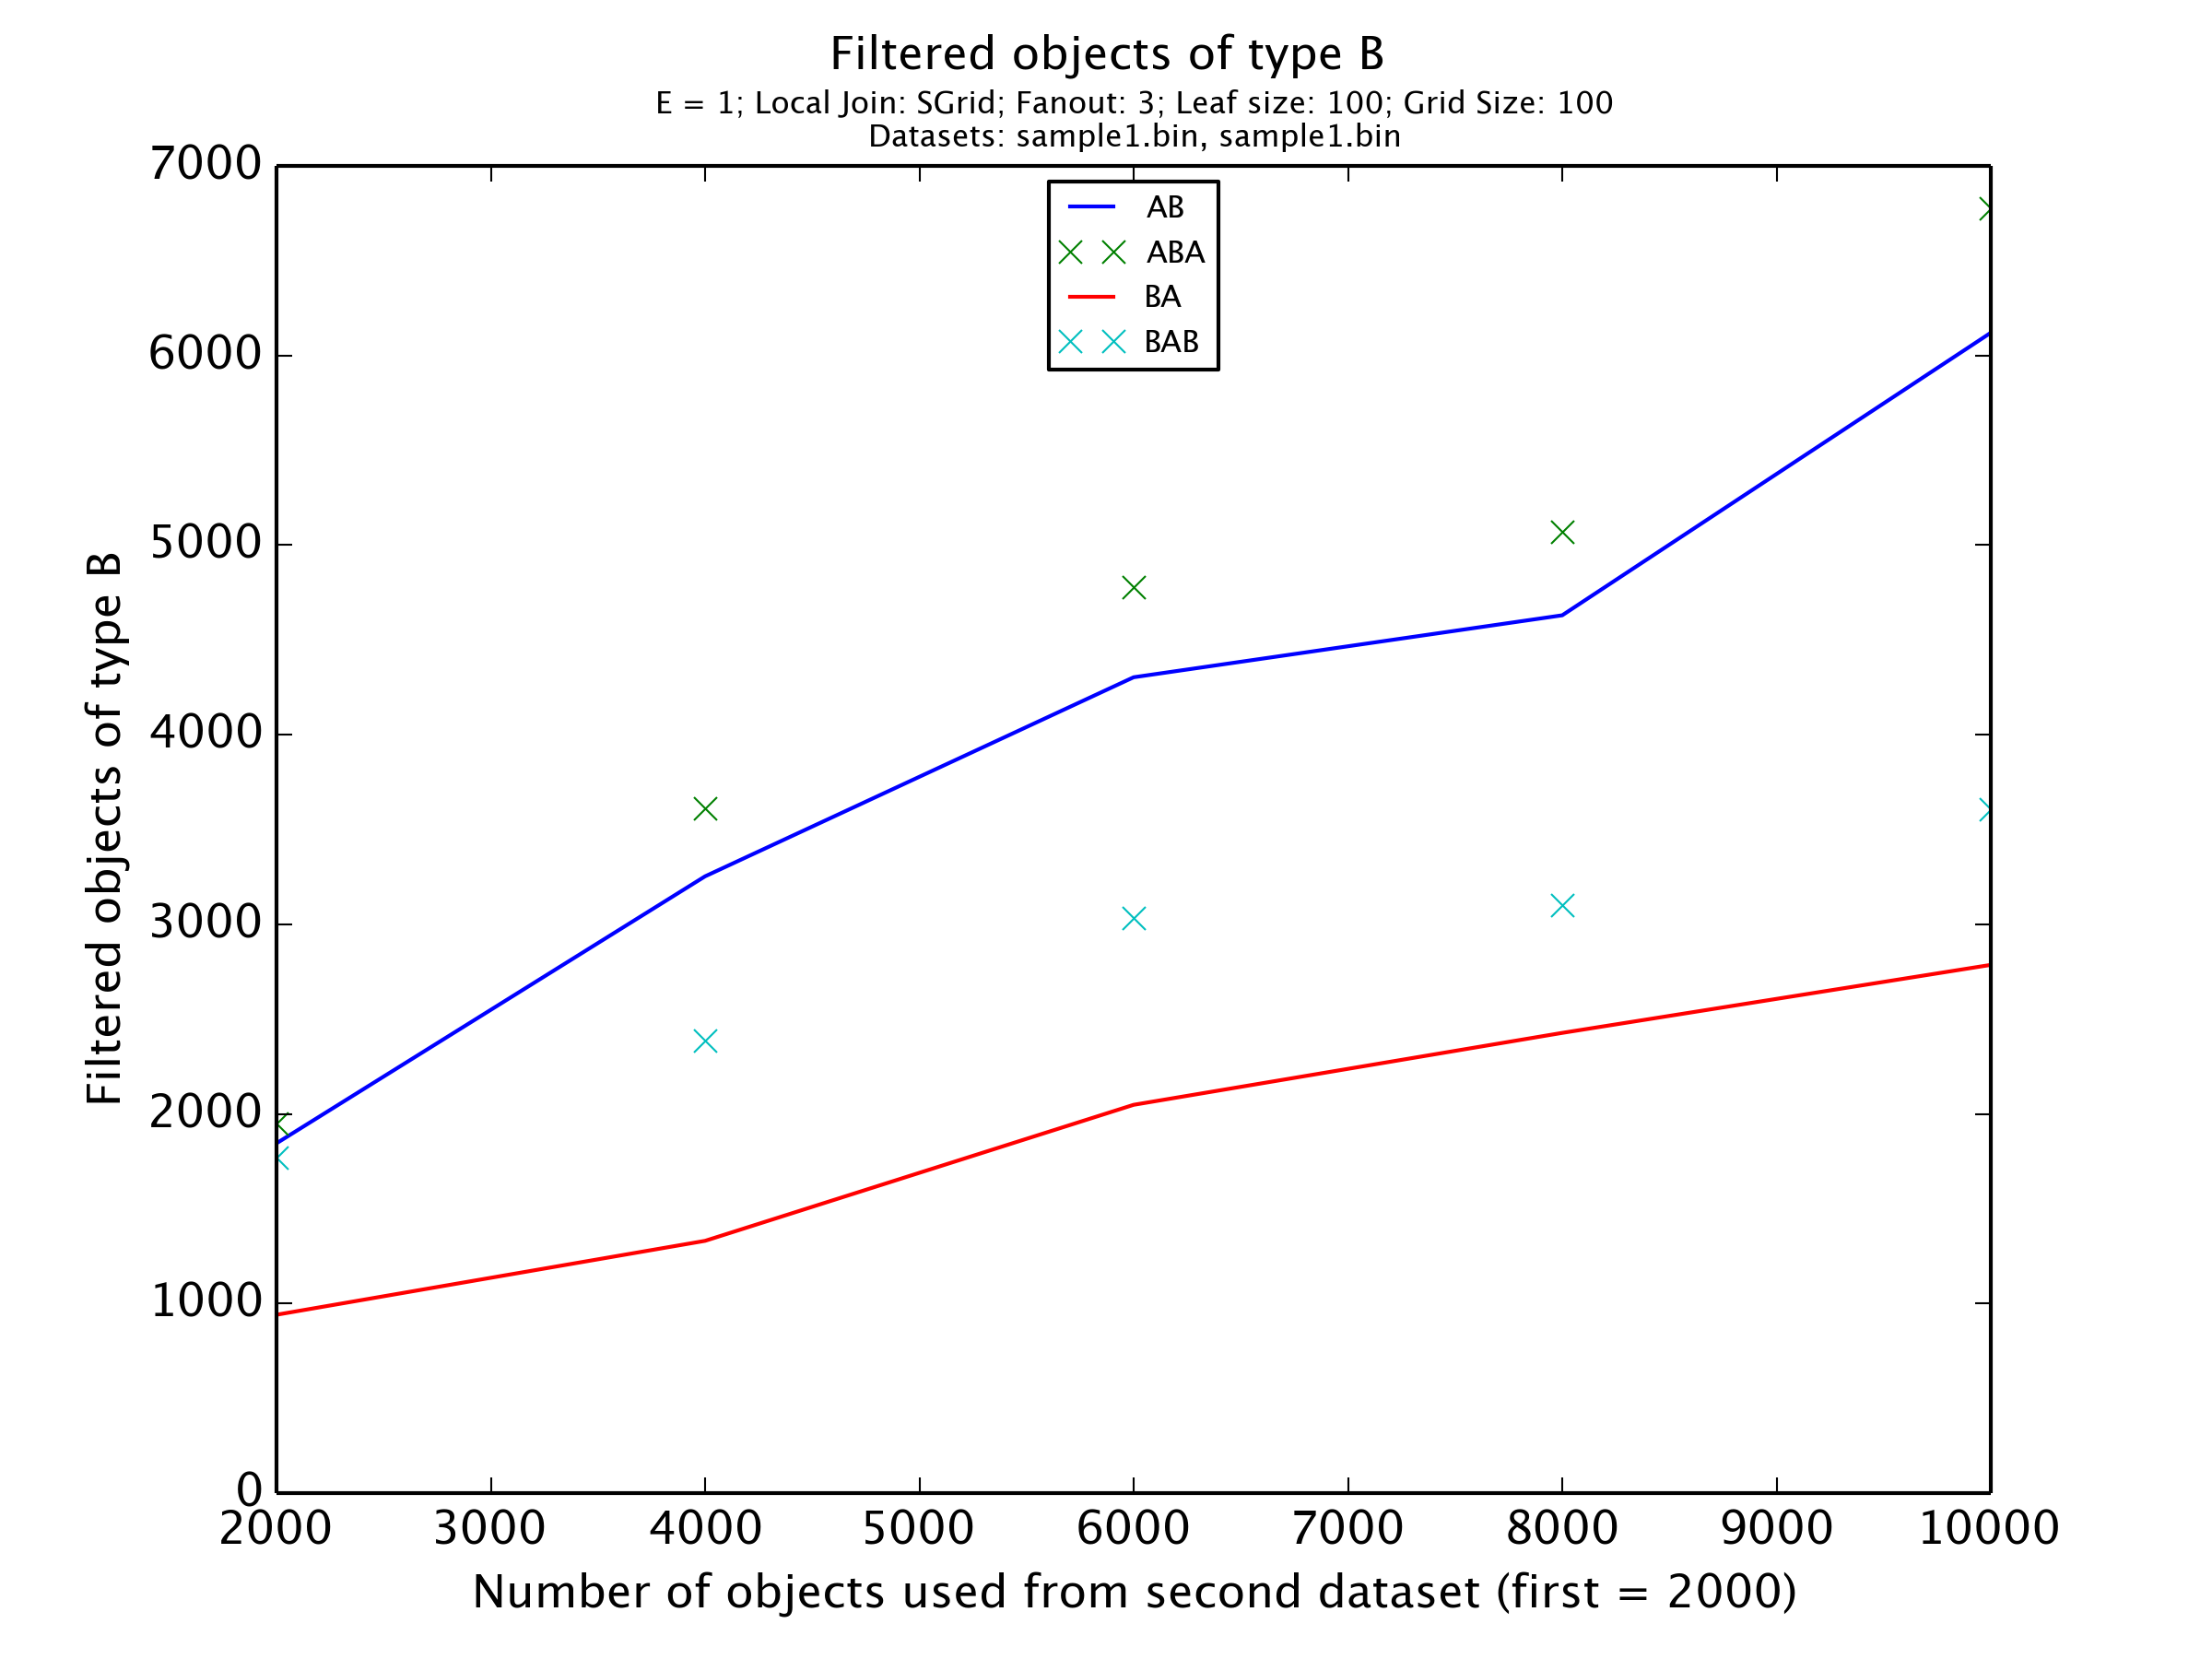 Filtered objects of type B
E = 1; Local Join: SGrid; Fanout: 3; Leaf size: 100; Grid Size: 100
Datasets: sample1.bin, sample1.bin
7000
6000
5000
4000
3000
2000
1000
0
Filtered objects of type B
AB
ABA
BA
BAB
2000 3000 4000 5000 6000 7000 8000 9000 10000
Number of objects used from second dataset (first = 2000)